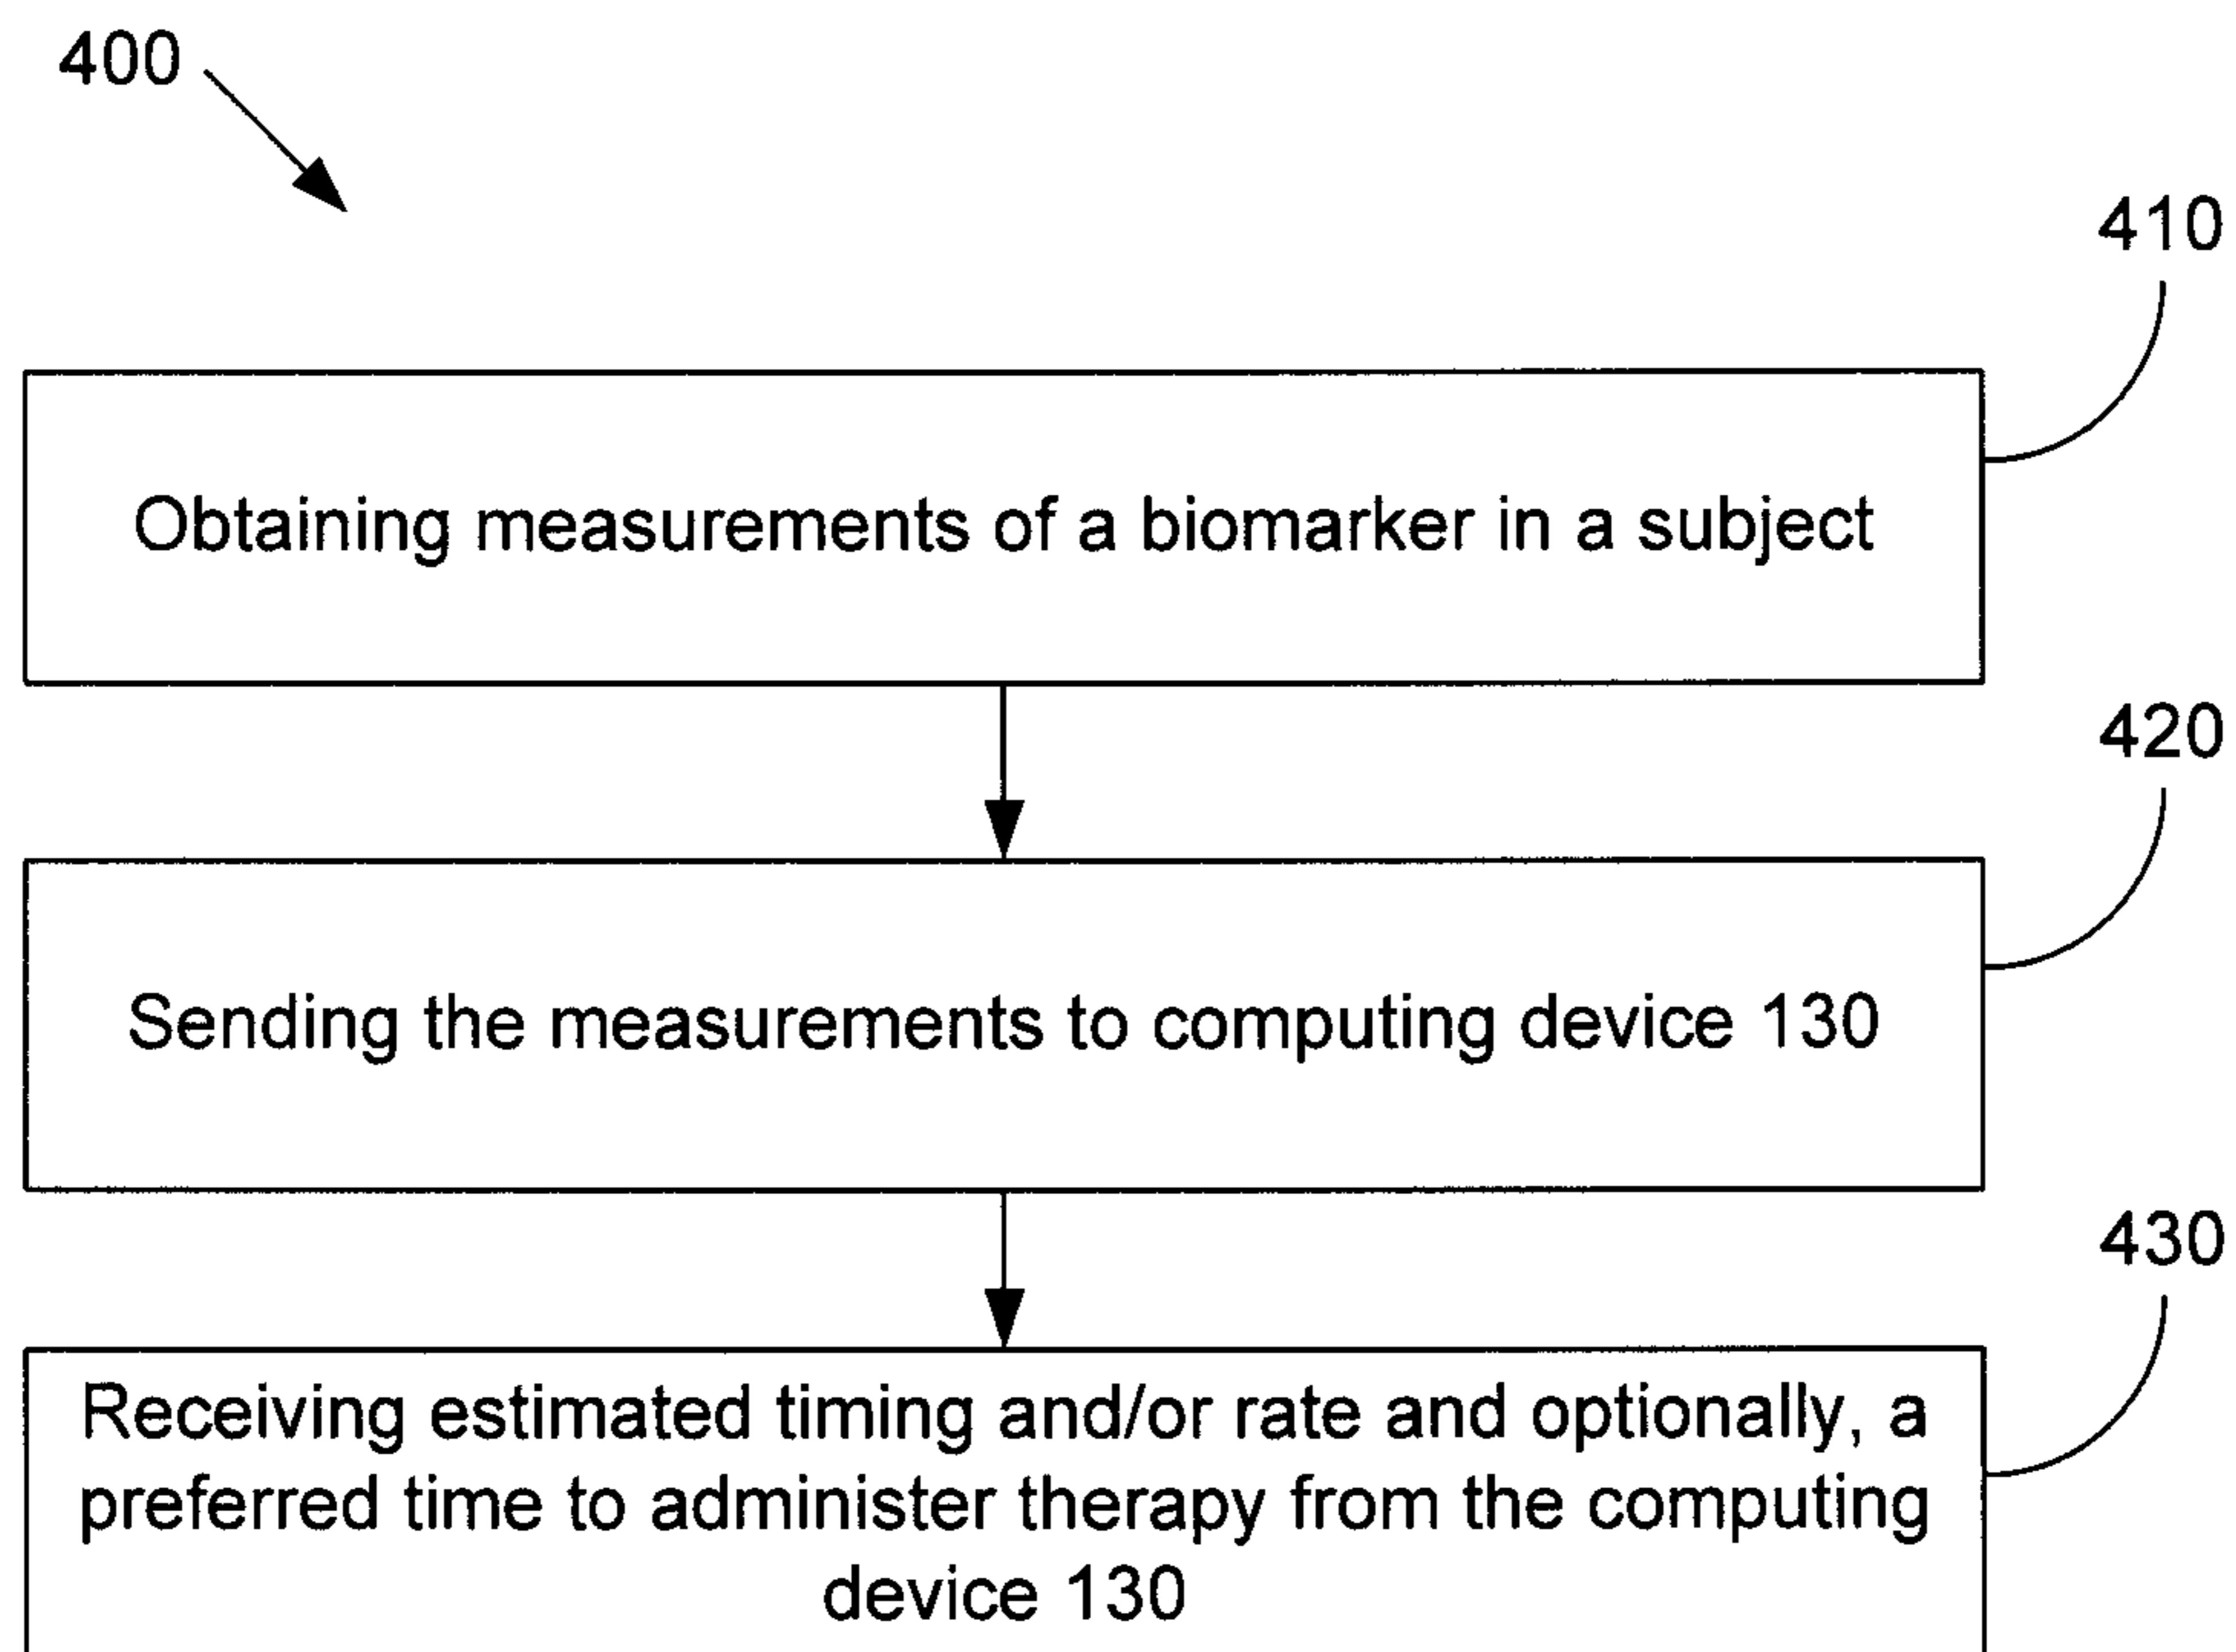 400
410
Obtaining measurements of a biomarker in a subject
420
Sending the measurements to computing device 130
430
Receiving estimated timing and/or rate and optionally, a
preferred time to administer therapy from the computing
device 130